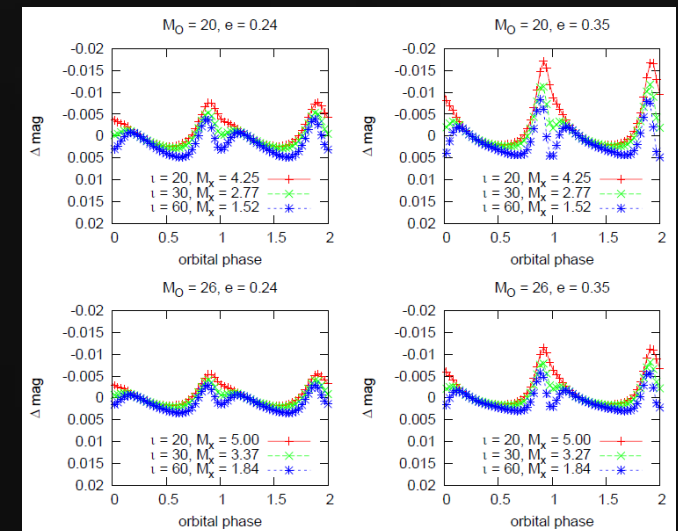 M_O = 20, e = 0.24
-0.02
-0.015
-0.01
-0.005
0
0.005
0.01
0.015
0.02
Δ mag
ι = 20, M_x = 4.25
ι = 30, M_x = 2.77
ι = 60, M_x = 1.52
0 0.5 1 1.5 2
orbital phase
M_O = 20, e = 0.35
-0.02
-0.015
-0.01
-0.005
0
0.005
0.01
0.015
0.02
Δ mag
ι = 20, M_x = 4.25
ι = 30, M_x = 2.77
ι = 60, M_x = 1.52
0 0.5 1 1.5 2
orbital phase
M_O = 26, e = 0.24
-0.02
-0.015
-0.01
-0.005
0
0.005
0.01
0.015
0.02
Δ mag
ι = 20, M_x = 5.00
ι = 30, M_x = 3.37
ι = 60, M_x = 1.84
0 0.5 1 1.5 2
orbital phase
M_O = 26, e = 0.35
-0.02
-0.015
-0.01
-0.005
0
0.005
0.01
0.015
0.02
Δ mag
ι = 20, M_x = 5.00
ι = 30, M_x = 3.27
ι = 60, M_x = 1.84
0 0.5 1 1.5 2
orbital phase